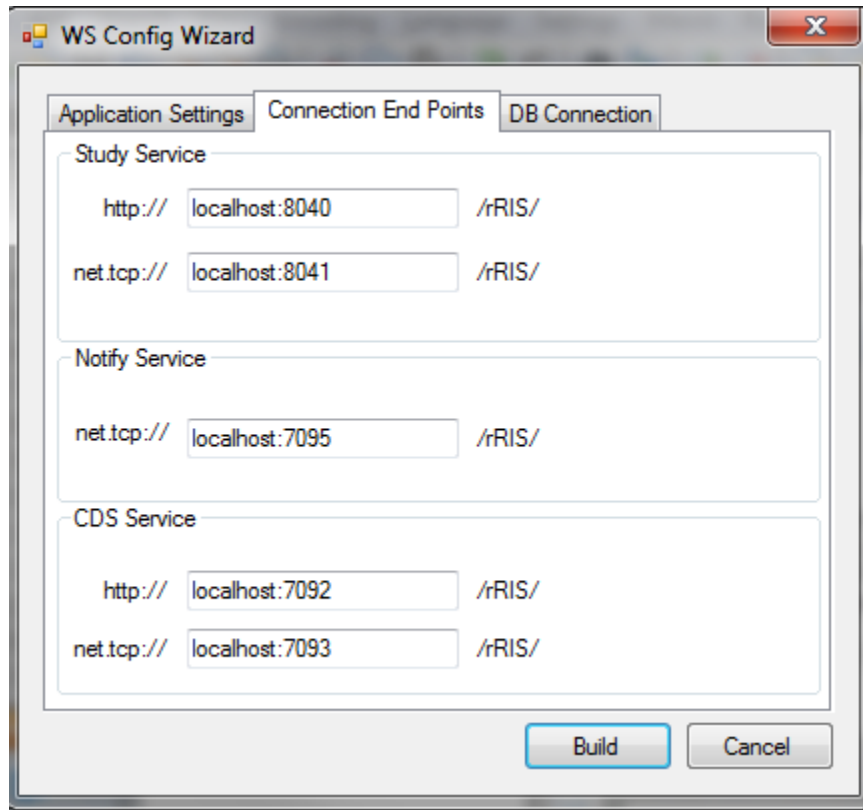 WS Config Wizard
Application Settings Connection End Points DB Connection
Study Service
http:// localhost:8040 /rRIS/
net.tcp:// localhost:8041 /rRIS/
Notify Service
net.tcp:// localhost:7095 /rRIS/
CDS Service
http:// localhost:7092 /rRIS/
net.tcp:// localhost:7093 /rRIS/
Build Cancel